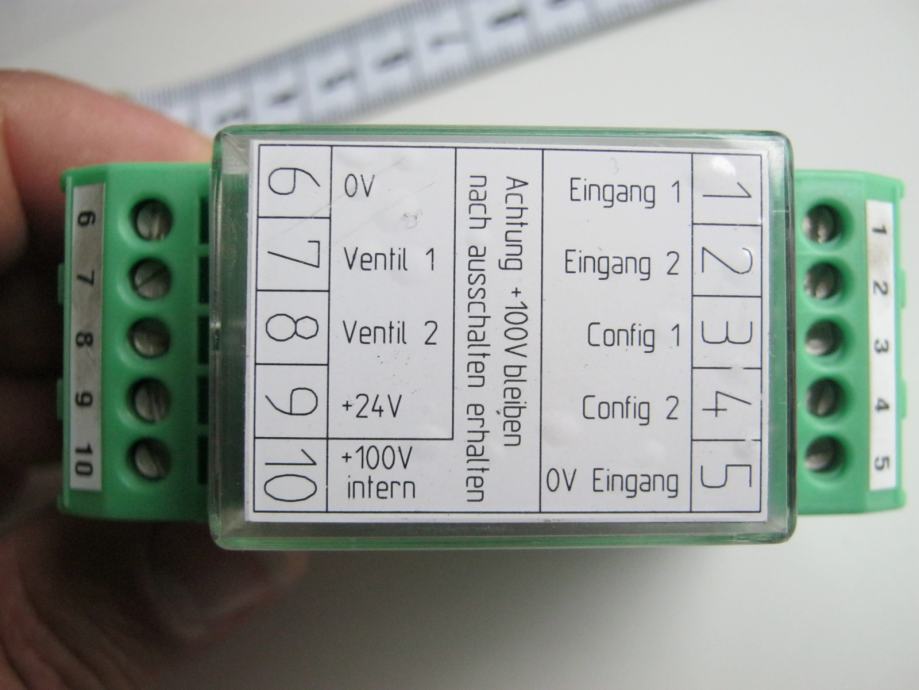 6
7
8
9
10
6
7
8
9
10
0V
Ventil 1
Ventil 2
+24V
+100V
intern
Achtung +100V bleiben
nach ausschalten erhalten
Eingang 1
Eingang 2
Config 1
Config 2
0V Eingang
1
2
3
4
5
1
2
3
4
5